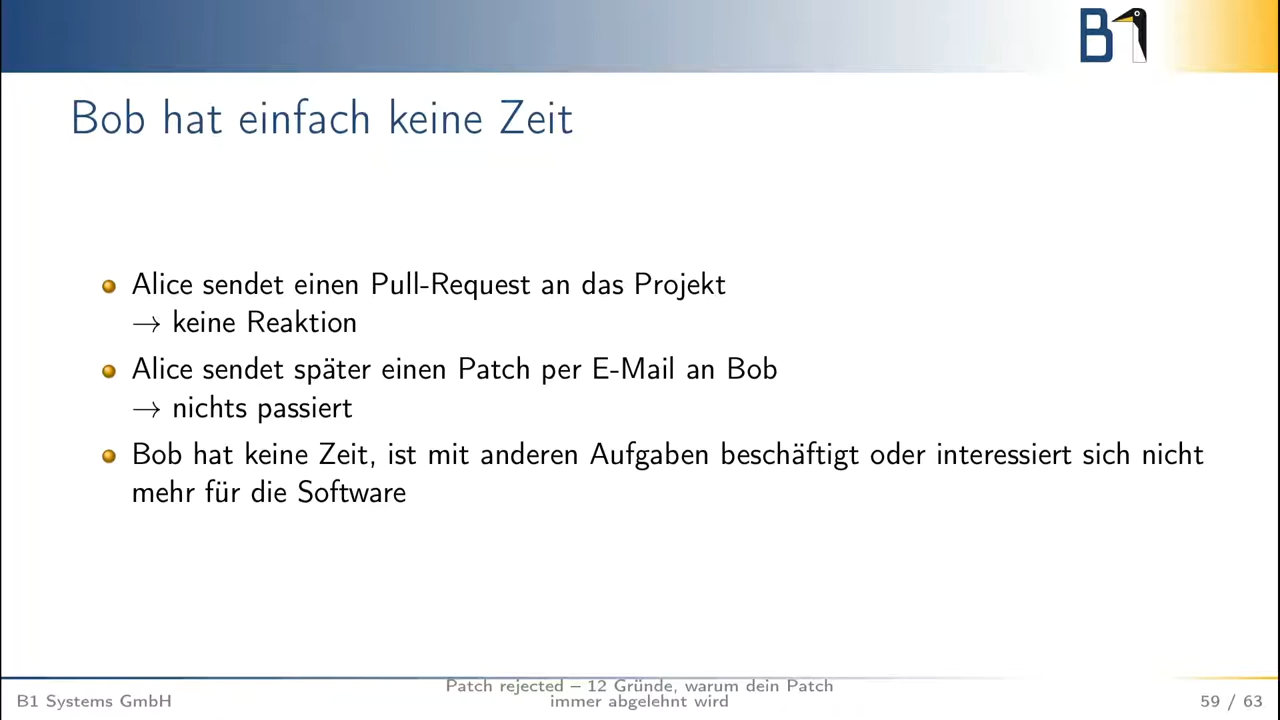 B1
Bob hat einfach keine Zeit
Alice sendet einen Pull-Request an das Projekt
→ keine Reaktion
Alice sendet später einen Patch per E-Mail an Bob
→ nichts passiert
Bob hat keine Zeit, ist mit anderen Aufgaben beschäftigt oder interessiert sich nicht
mehr für die Software
B1 Systems GmbH
Patch rejected – 12 Gründe, warum dein Patch
immer abgelehnt wird
59 / 63